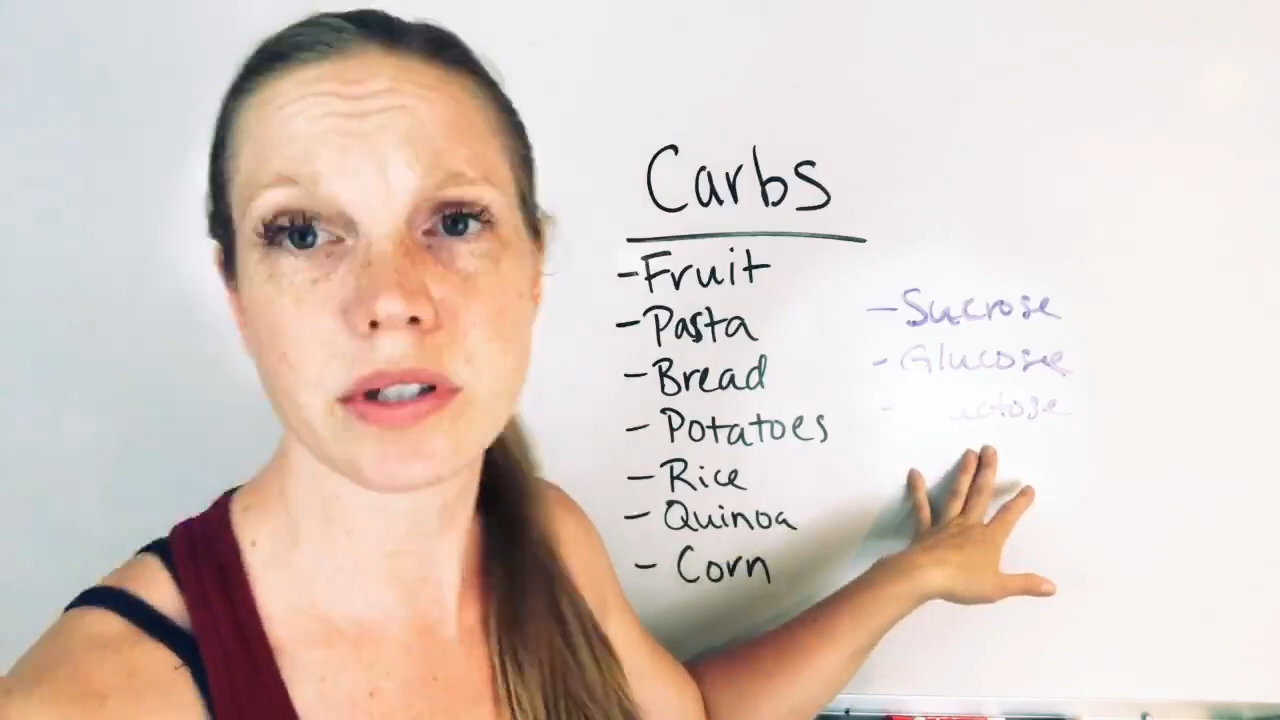 Carbs
-Fruit
-Pasta
-Bread
-Potatoes
-Rice
-Quinoa
-Corn
-Sucrose
-Glucose